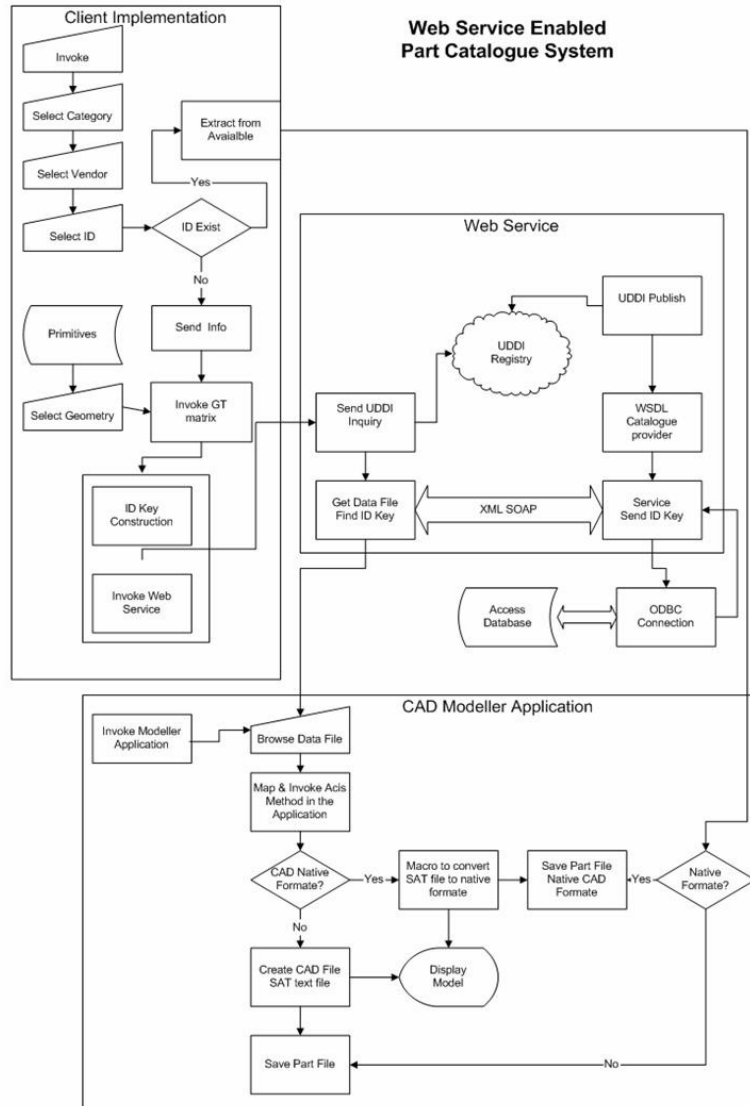 Client Implementation
Web Service Enabled
Part Catalogue System
Invoke
Select Category
Extract from
Avaialble
Select Vendor
Yes
Select ID
ID Exist
No
Primitives
Send Info
Select Geometry
Invoke GT
matrix
ID Key
Construction
Invoke Web
Service
Web Service
UDDI Publish
UDDI
Registry
Send UDDI
Inquiry
WSDL
Catalogue
provider
Get Data File
Find ID Key
XML SOAP
Service
Send ID Key
Access
Database
ODBC
Connection
CAD Modeller Application
Invoke Modeller
Application
Browse Data File
Map & Invoke Acis
Method in the
Application
CAD Native
Formate?
Yes
Macro to convert
SAT file to native
formate
Save Part File
Native CAD
Formate
Yes
Native
Formate?
No
Create CAD File
SAT text file
Display
Model
Save Part File
No